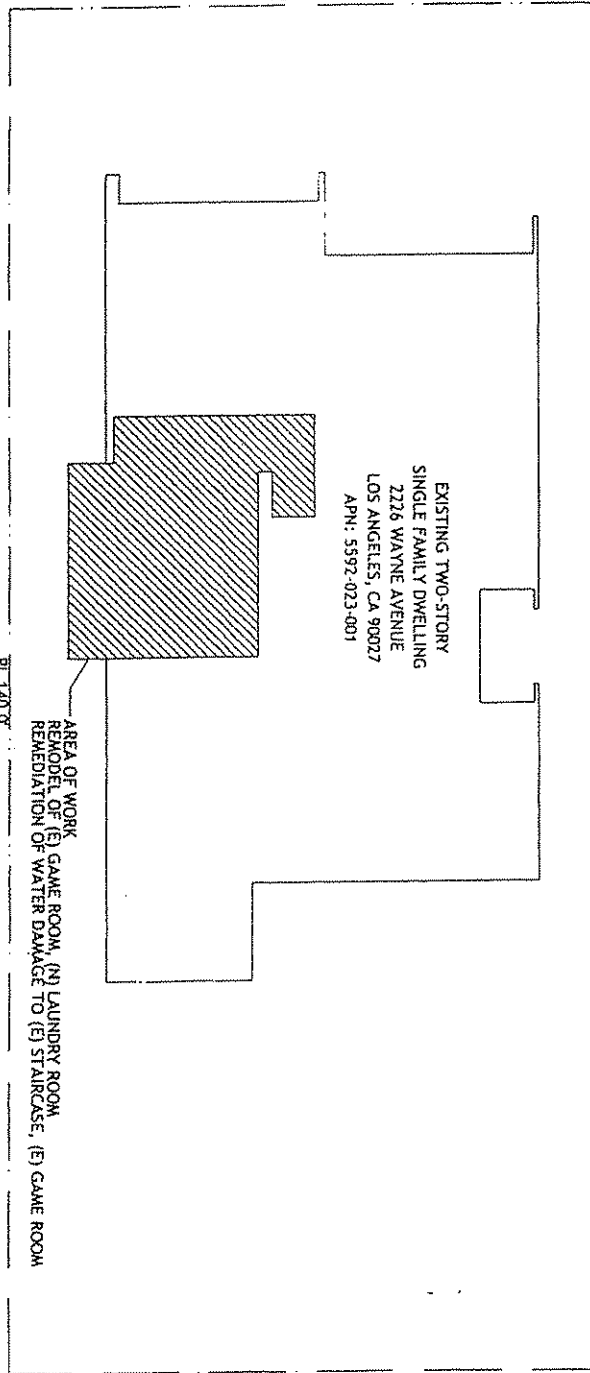 EXISTING TWO-STORY
SINGLE FAMILY DWELLING
2226 WAYNE AVENUE
LOS ANGELES, CA 90027
APN: 5592-023-001
AREA OF WORK
REMODEL OF (E) GAME ROOM, (N) LAUNDRY ROOM
REMEDIATION OF WATER DAMAGE TO (E) STAIRCASE, (E) GAME ROOM